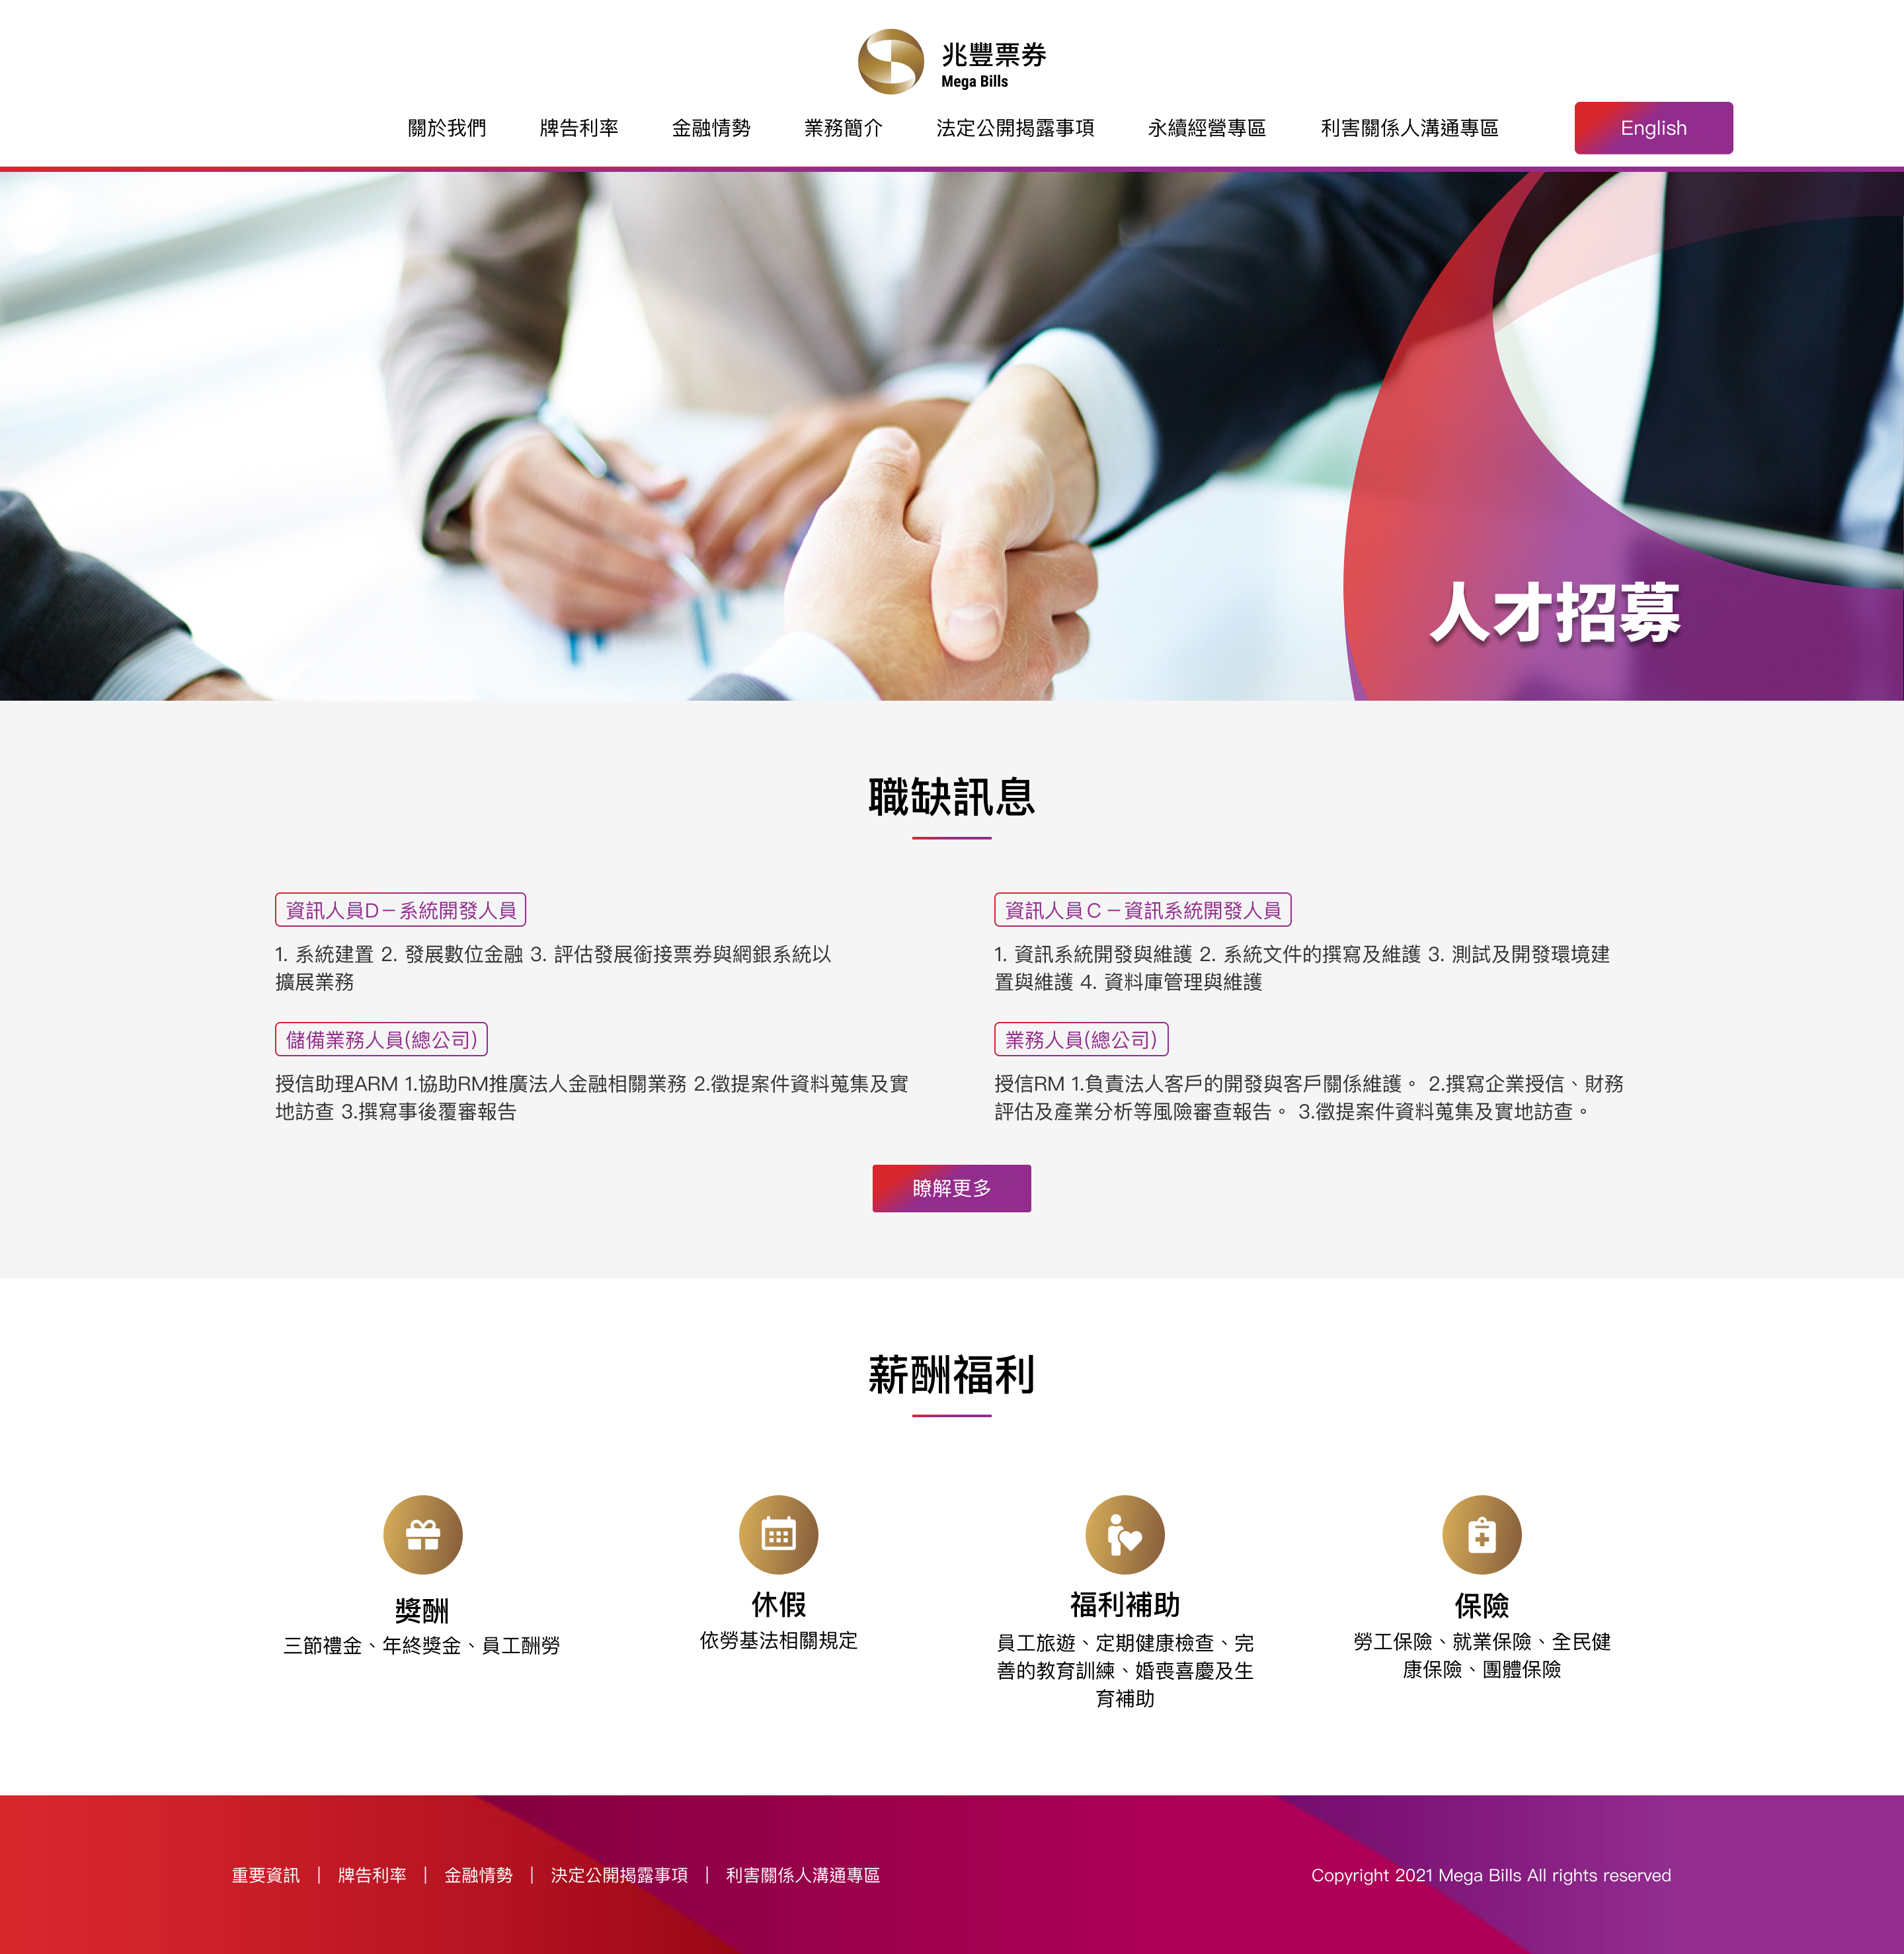 兆豐票券
Mega Bills
關於我們 牌告利率 金融情勢 業務簡介 法定公開揭露事項 永續經營專區 利害關係人溝通專區 English
人才招募
職缺訊息
資訊人員D－系統開發人員
1. 系統建置 2. 發展數位金融 3. 評估發展銜接票券與網銀系統以
擴展業務
資訊人員Ｃ－資訊系統開發人員
1. 資訊系統開發與維護 2. 系統文件的撰寫及維護 3. 測試及開發環境建
置與維護 4. 資料庫管理與維護
儲備業務人員(總公司)
授信助理ARM 1.協助RM推廣法人金融相關業務 2.徵提案件資料蒐集及實
地訪查 3.撰寫事後覆審報告
業務人員(總公司)
授信RM 1.負責法人客戶的開發與客戶關係維護。 2.撰寫企業授信、財務
評估及產業分析等風險審查報告。 3.徵提案件資料蒐集及實地訪查。
瞭解更多
薪酬福利
獎酬
三節禮金、年終獎金、員工酬勞
休假
依勞基法相關規定
福利補助
員工旅遊、定期健康檢查、完
善的教育訓練、婚喪喜慶及生
育補助
保險
勞工保險、就業保險、全民健
康保險、團體保險
重要資訊 | 牌告利率 | 金融情勢 | 決定公開揭露事項 | 利害關係人溝通專區
Copyright 2021 Mega Bills All rights reserved